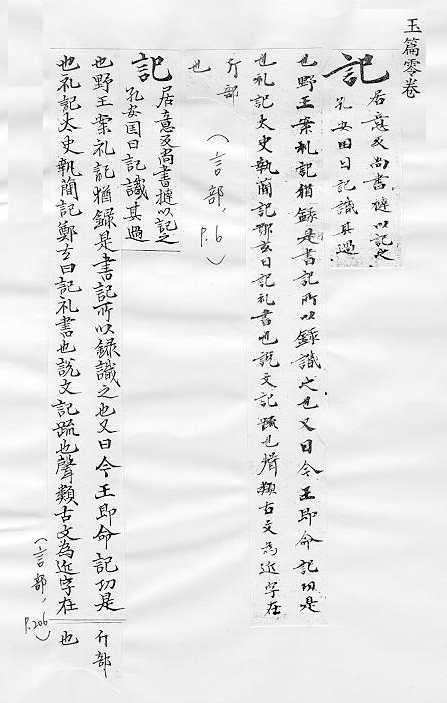 玉篇零卷
記
居意反尚書撻以記之
孔安国曰記識其過
也野王案礼記猶錄是書記所以錄識之也又曰今王即命記功是
也礼記太史執蕳記鄭玄曰記礼書也說文記䟽也聲類古文為近字在
亍部
也
(言部, P.6)
記
居意反尚書撻以記之
孔安国曰記識其過
也野王案礼記猶錄是書記所以錄識之也又曰今王即命記功是
也礼記太史執蕳記鄭玄曰記礼書也說文記䟽也聲類古文為近字在
亍部
也
(言部, P.206)